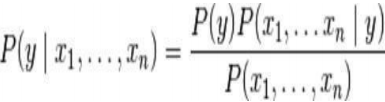 P(y | x₁,…,xₙ) = P(y)P(x₁,…xₙ | y) / P(x₁,…,xₙ)